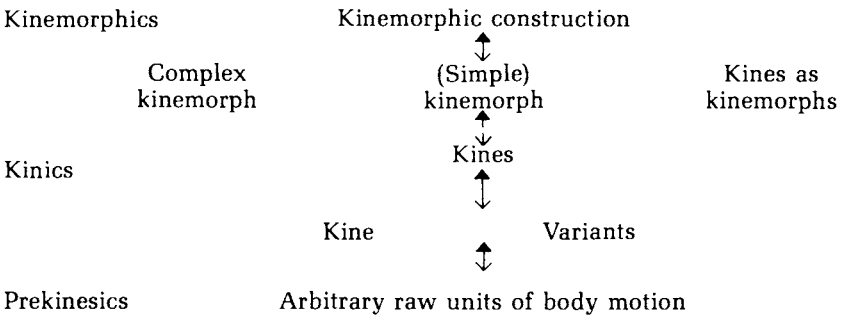 Kinemorphics Kinemorphic construction
Complex (Simple) Kines as
kinemorph kinemorph kinemorphs
Kines
Kinics
Kine Variants
Prekinesics Arbitrary raw units of body motion